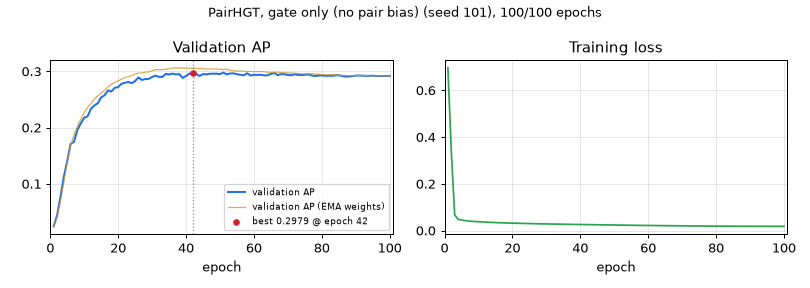 PairHGT, gate only (no pair bias) (seed 101), 100/100 epochs
Validation AP
0.3
0.2
0.1
0 20 40 60 80 100
epoch
validation AP
validation AP (EMA weights)
best 0.2979 @ epoch 42
Training loss
0.6
0.4
0.2
0.0
0 20 40 60 80 100
epoch